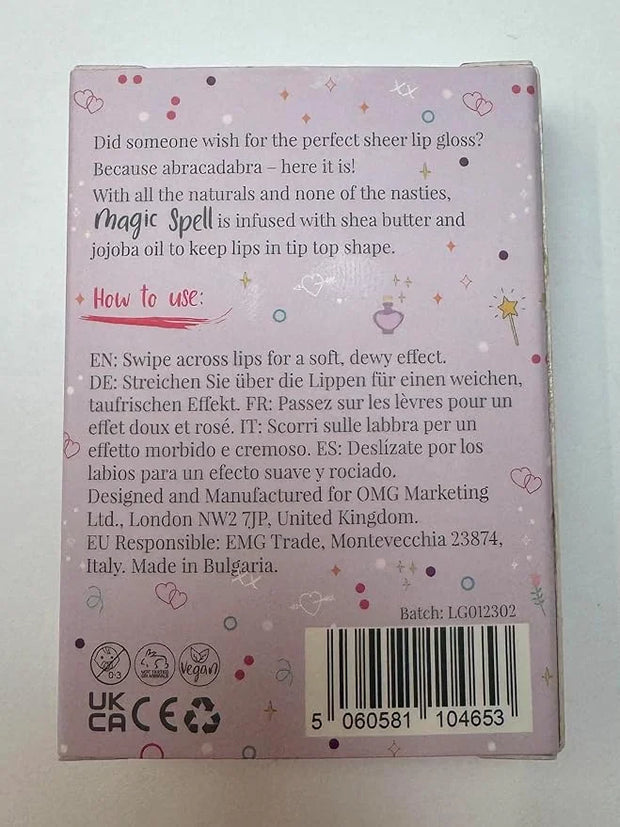 Did someone wish for the perfect sheer lip gloss?
Because abracadabra – here it is!
With all the naturals and none of the nasties,
Magic Spell is infused with shea butter and
jojoba oil to keep lips in tip top shape.
How to use:
EN: Swipe across lips for a soft, dewy effect.
DE: Streichen Sie über die Lippen für einen weichen,
taufrischen Effekt. FR: Passez sur les lèvres pour un
effet doux et rosé. IT: Scorri sulle labbra per un
effetto morbido e cremoso. ES: Deslízate por los
labios para un efecto suave y rociado.
Designed and Manufactured for OMG Marketing
Ltd., London NW2 7JP, United Kingdom.
EU Responsible: EMG Trade, Montevecchia 23874,
Italy. Made in Bulgaria.
Batch: LG012302
0-3
NOT TESTED
ON ANIMALS
vegan
UK
CA CE
5 060581 104653